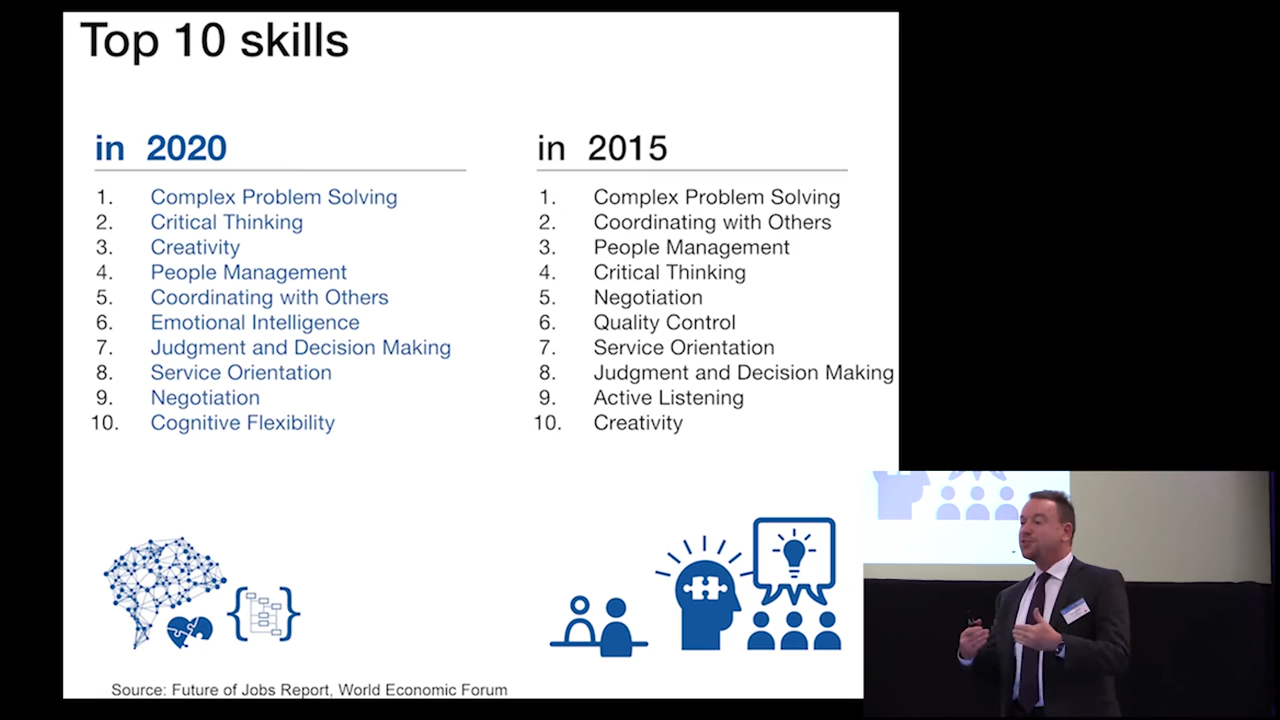 Top 10 skills
in 2020
1. Complex Problem Solving
2. Critical Thinking
3. Creativity
4. People Management
5. Coordinating with Others
6. Emotional Intelligence
7. Judgment and Decision Making
8. Service Orientation
9. Negotiation
10. Cognitive Flexibility
in 2015
1. Complex Problem Solving
2. Coordinating with Others
3. People Management
4. Critical Thinking
5. Negotiation
6. Quality Control
7. Service Orientation
8. Judgment and Decision Making
9. Active Listening
10. Creativity
Source: Future of Jobs Report, World Economic Forum